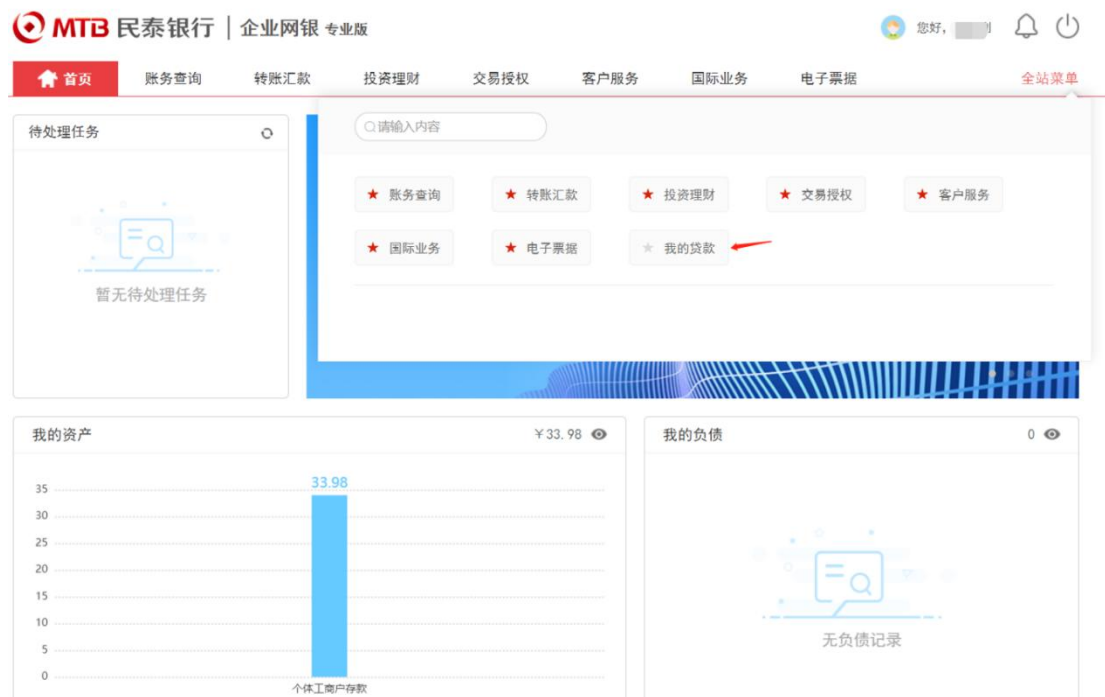 MTB 民泰银行 | 企业网银 专业版
您好,
首页 账务查询 转账汇款 投资理财 交易授权 客户服务 国际业务 电子票据 全站菜单
待处理任务
请输入内容
账务查询 转账汇款 投资理财 交易授权 客户服务
国际业务 电子票据 我的贷款
暂无待处理任务
我的资产 ¥33.98
35
30
25
20
15
10
5
0
33.98
个体工商户存款
我的负债 0
无负债记录